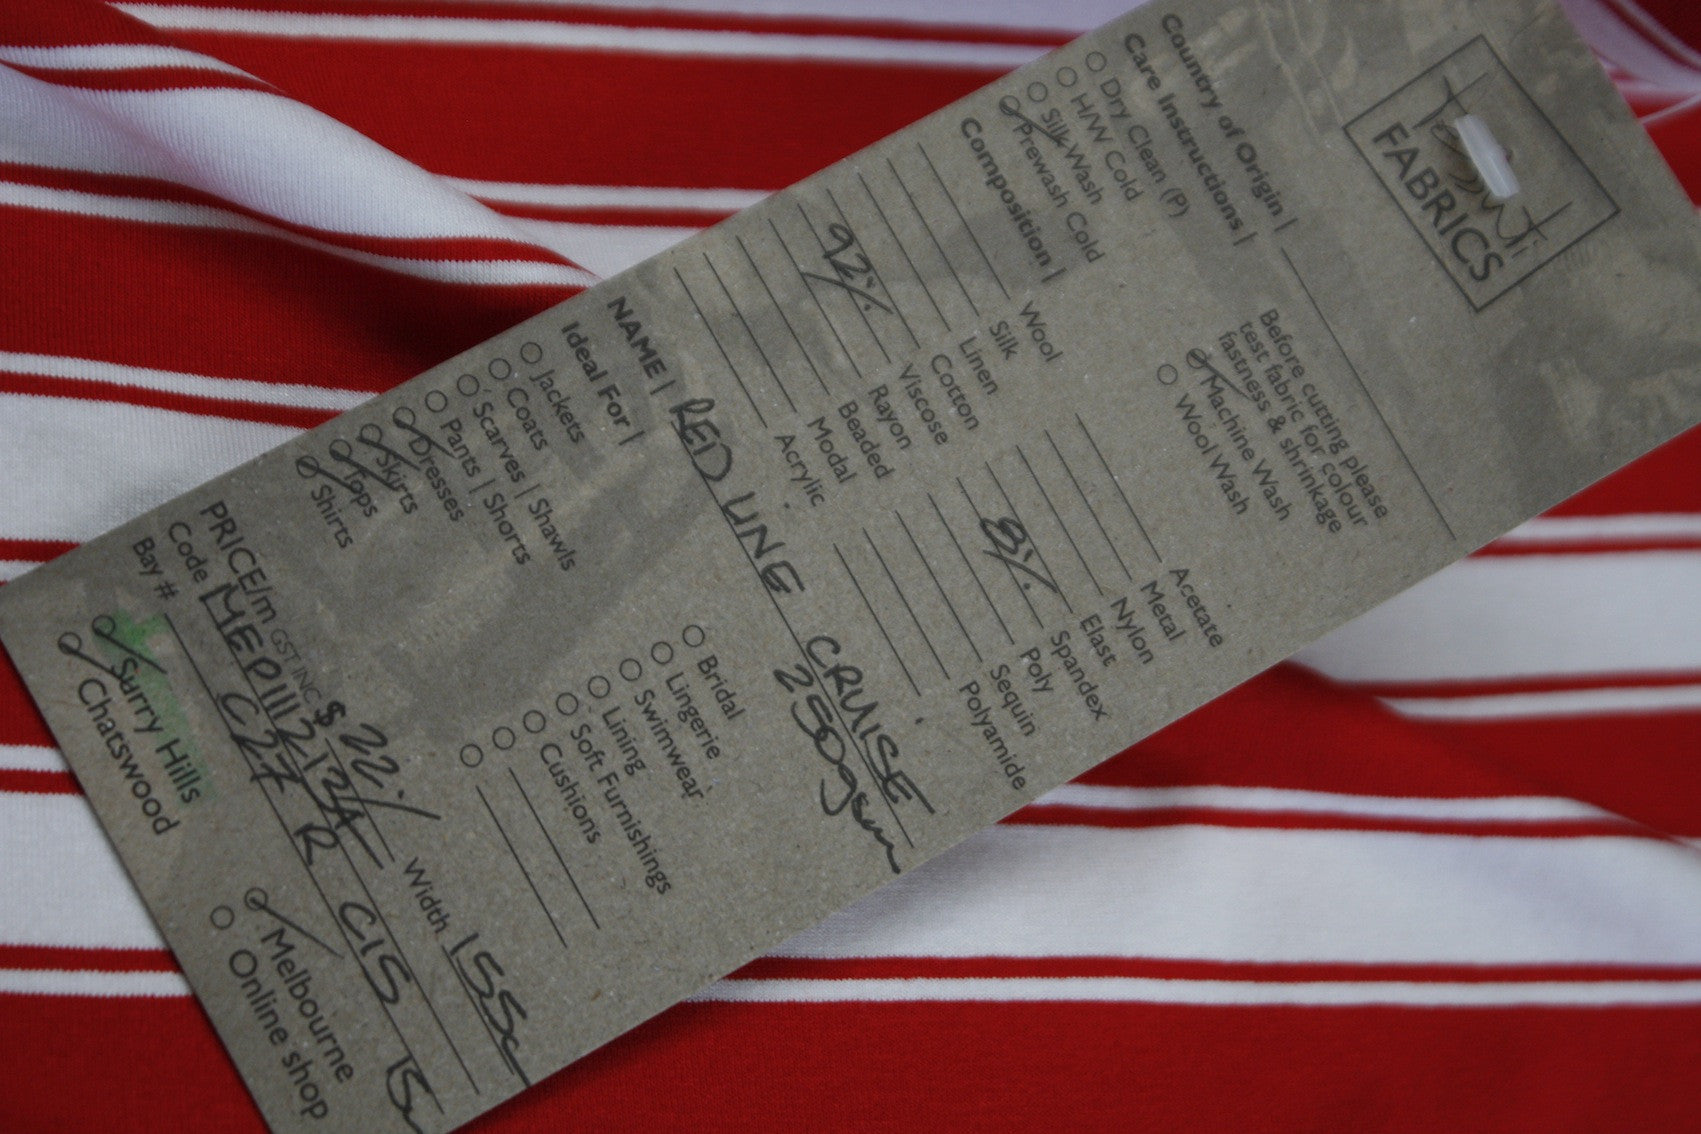 FABRICS
Country of Origin |
Care Instructions |
Dry Clean (P)
H/W Cold
Silk Wash
Prewash Cold
Before cutting please
test fabric for colour
fastness & shrinkage
Machine Wash
Wool Wash
Composition |
Wool
Silk
Linen
Cotton
92% Viscose
Rayon
Beaded
Modal
Acrylic
Acetate
Metal
Nylon
Elast
8% Spandex
Poly
Sequin
Polyamide
NAME | RED LINE CRUISE
250gsm
Ideal For |
Jackets
Coats
Scarves | Shawls
Pants | Shorts
Dresses
Skirts
Tops
Shirts
Bridal
Lingerie
Swimwear
Lining
Soft Furnishings
Cushions
PRICE/m GST INC $22.- Width 155c
Code
Bay # C27 R C15 15
Surry Hills
Chatswood
Melbourne
Online shop